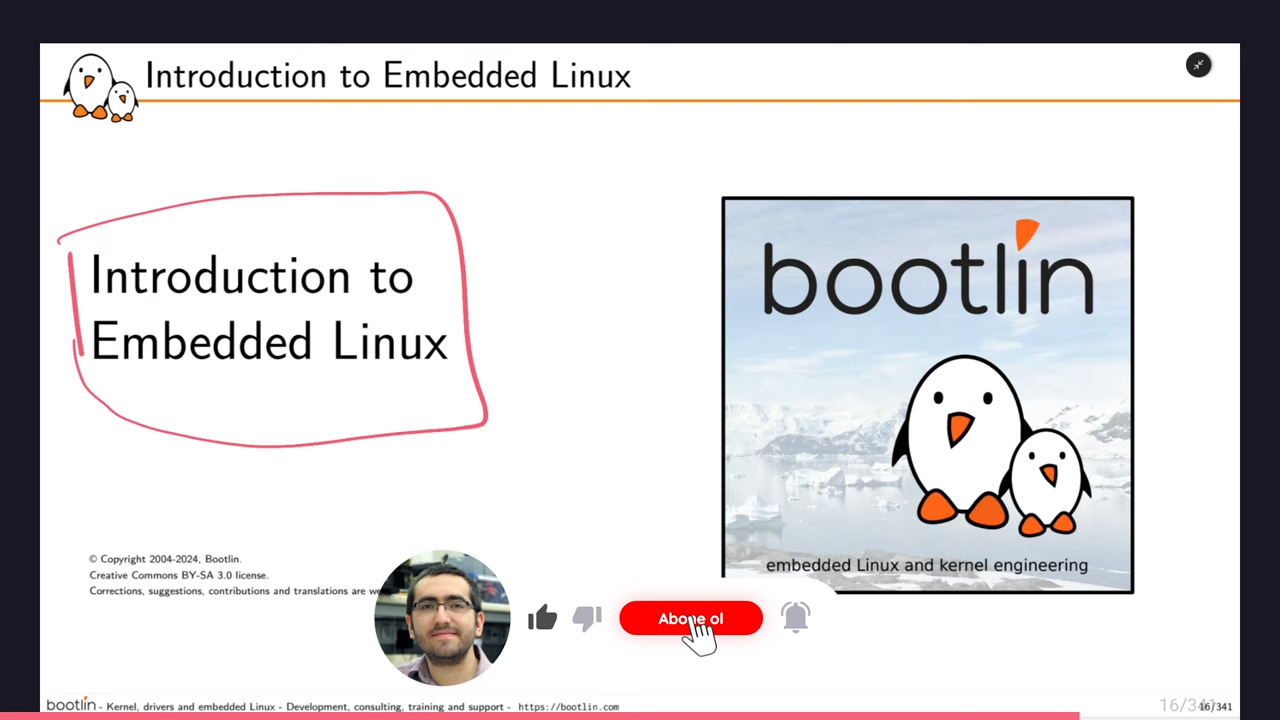 Introduction to Embedded Linux
Introduction to
Embedded Linux
bootlin
embedded Linux and kernel engineering
© Copyright 2004-2024, Bootlin.
Creative Commons BY-SA 3.0 license.
Corrections, suggestions, contributions and translations are
Abone ol
bootlin - Kernel, drivers and embedded Linux - Development, consulting, training and support - https://bootlin.com
16/341
16/341